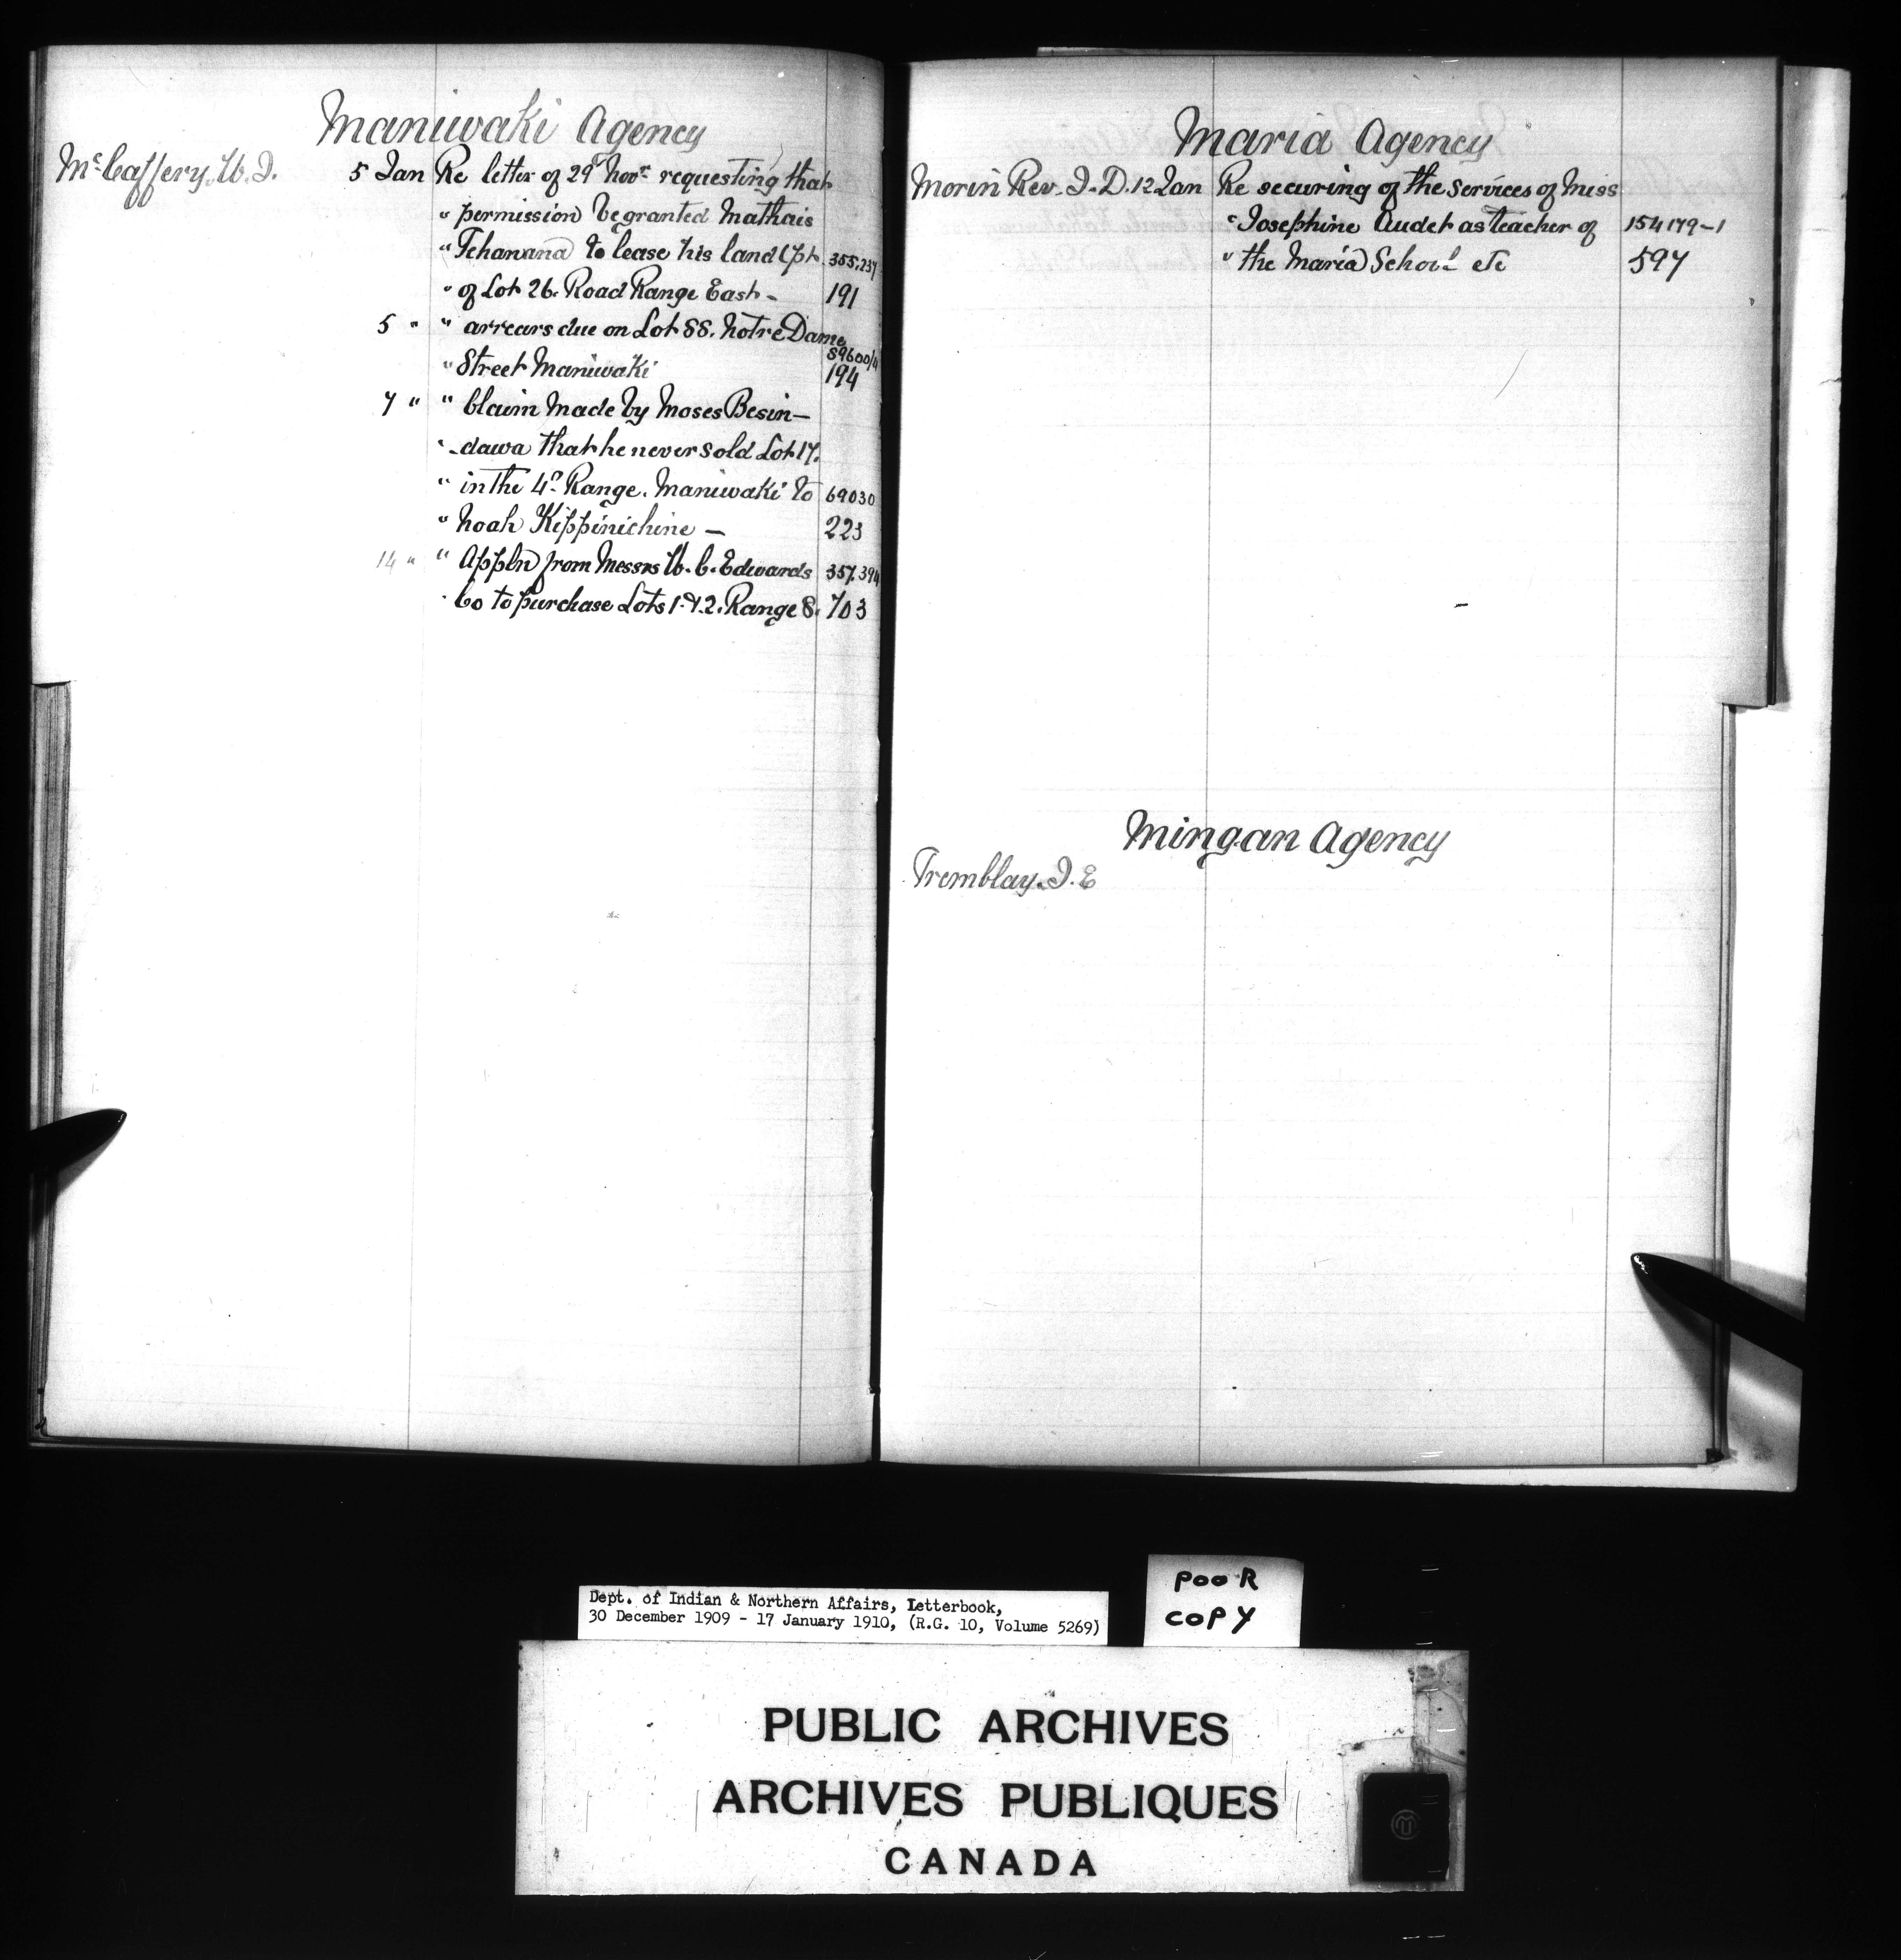 Maniwaki Agency
McCaffery. W. J. 5 Jan Re letter of 29 Novr requesting that
" permission be granted Mathais
" Tchanana to lease his land (pt. 355,237
" of Lot 26. Road Range East - 191
5 " " arrears due on Lot 88. Notre Dame
89600/4
" Street Maniwaki 194
7 " " Claim made by Moses Besin-
" -dawa that he never sold Lot 17.
" in the 4th Range. Maniwaki to 69030
" Noah Kippinichine - 223
14 " " Appln from Messrs W. C. Edwards 357.394
" Co to purchase Lots 1. & 2. Range 8. 703
Maria Agency
Morin Rev. J. D. 12 Jan Re securing of the services of Miss
" Josephine Audet as teacher of 154179-1
" the Maria School etc 597
Mingan Agency
Tremblay. J. E
Dept. of Indian & Northern Affairs, Letterbook,
30 December 1909 - 17 January 1910, (R.G. 10, Volume 5269)
POOR
COPY
PUBLIC ARCHIVES
ARCHIVES PUBLIQUES
CANADA